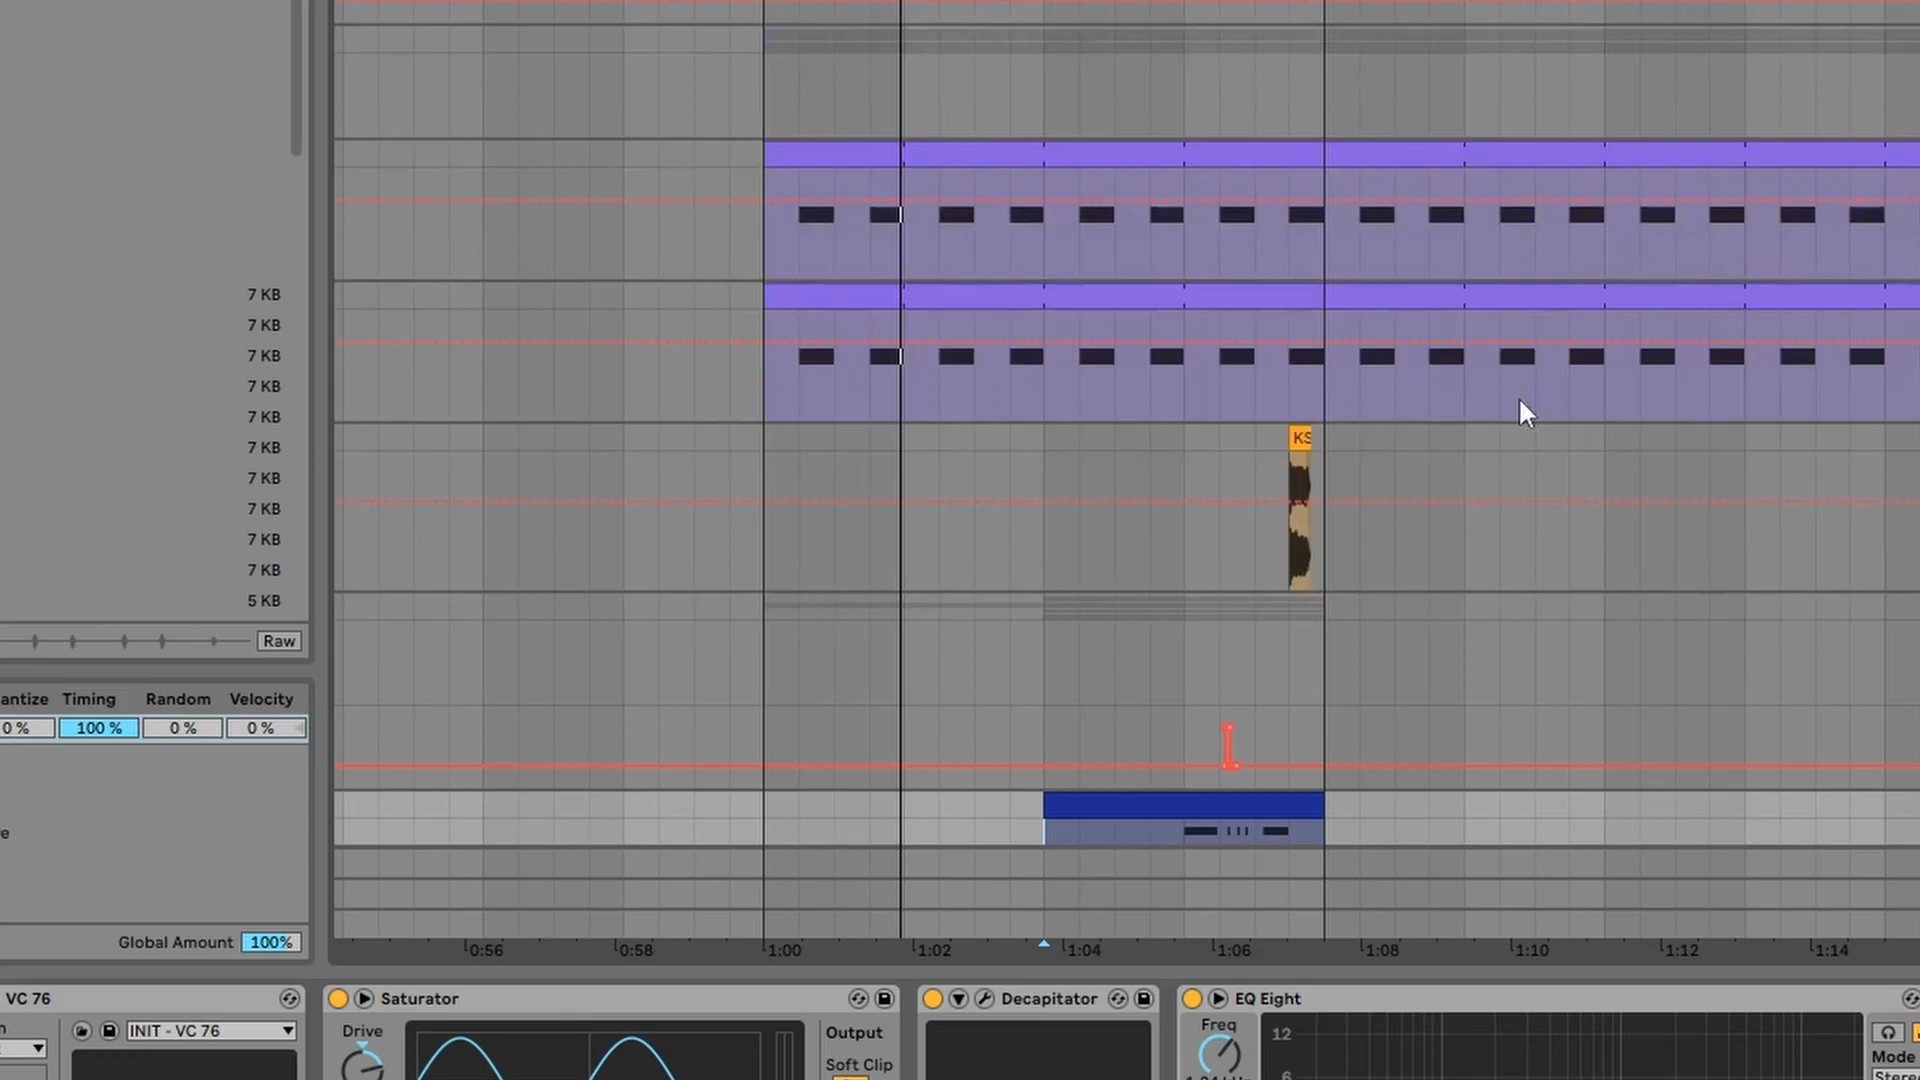 7 KB
7 KB
7 KB
7 KB
7 KB
KS
7 KB
7 KB
7 KB
7 KB
7 KB
5 KB
Raw
antize Timing Random Velocity
0 % 100 % 0 % 0 %
e
Global Amount 100%
0:56 0:58 1:00 1:02 1:04 1:06 1:08 1:10 1:12 1:14
VC 76 Saturator Decapitator EQ Eight
n INIT - VC 76 Drive Output Freq 12
Soft Clip Mode
6